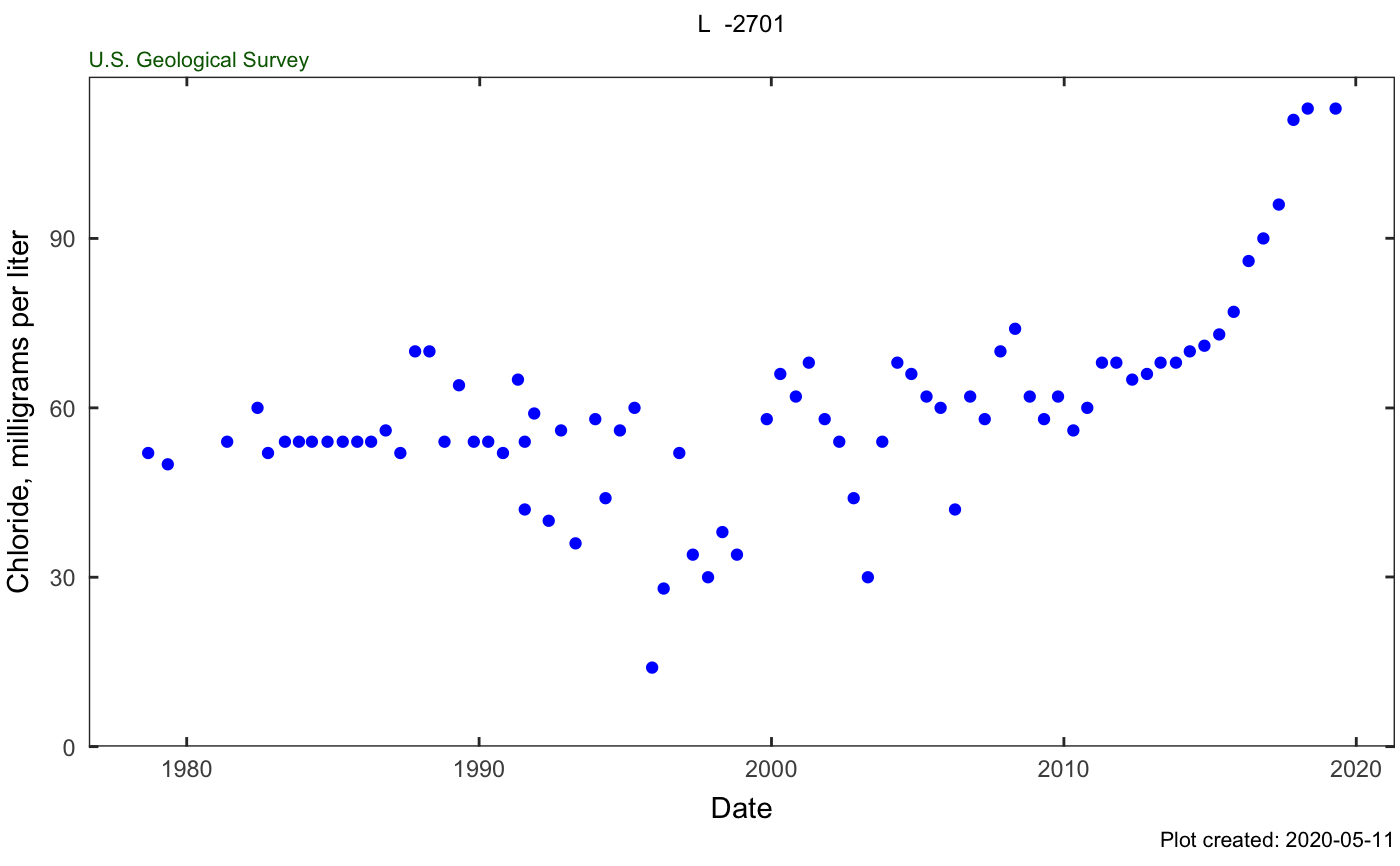 L -2701
U.S. Geological Survey
Chloride, milligrams per liter
90
60
30
0
1980 1990 2000 2010 2020
Date
Plot created: 2020-05-11